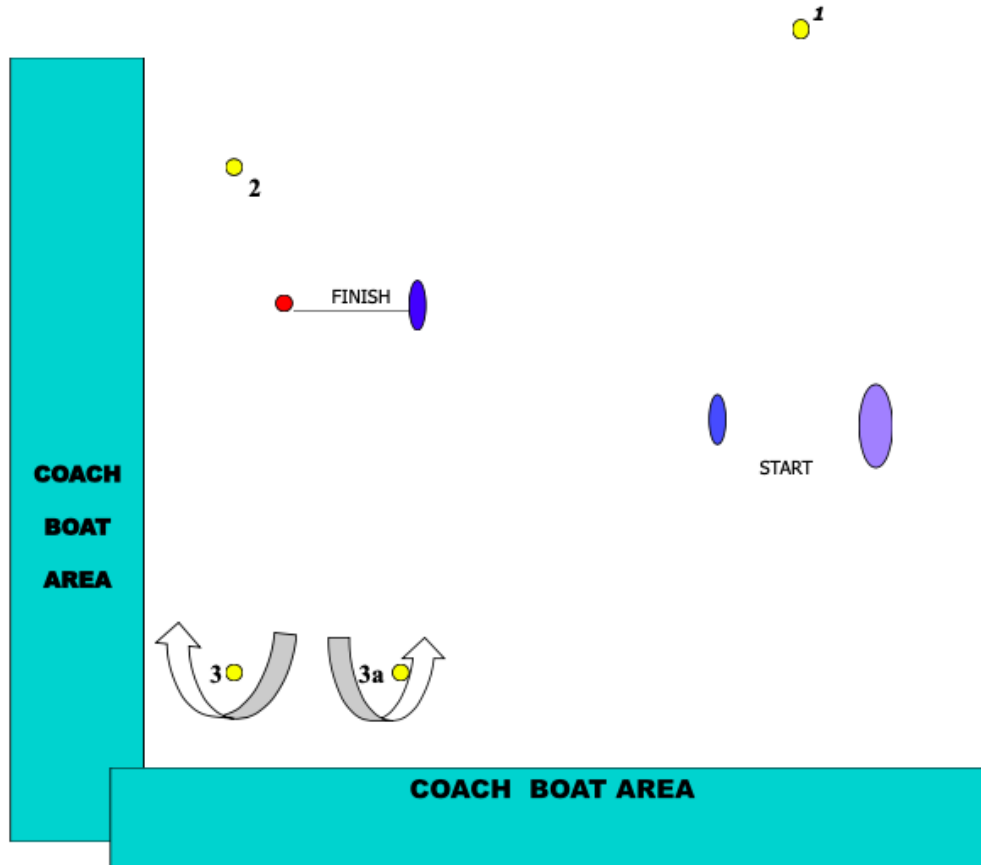 1
2
FINISH
START
COACH
BOAT
AREA
3
3a
COACH BOAT AREA